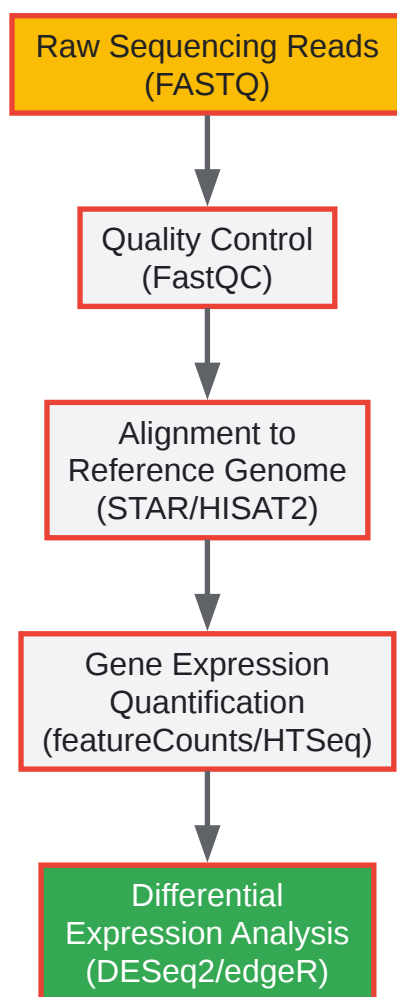 Raw Sequencing Reads
(FASTQ)
Quality Control
(FastQC)
Alignment to
Reference Genome
(STAR/HISAT2)
Gene Expression
Quantification
(featureCounts/HTSeq)
Differential
Expression Analysis
(DESeq2/edgeR)